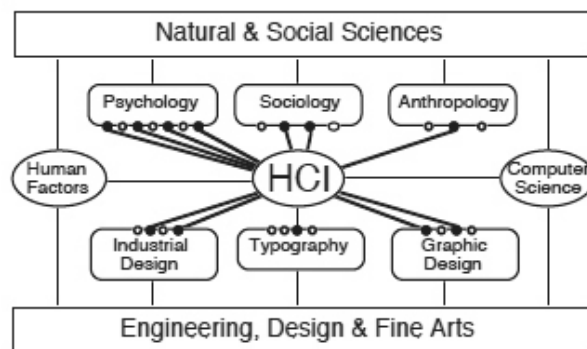 Natural & Social Sciences
Psychology
Sociology
Anthropology
Human
Factors
HCI
Computer
Science
Industrial
Design
Typography
Graphic
Design
Engineering, Design & Fine Arts